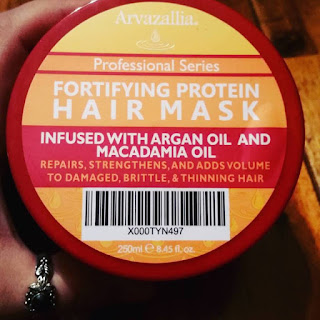 Arvazallia.
Professional Series
FORTIFYING PROTEIN
HAIR MASK
INFUSED WITH ARGAN OIL AND
MACADAMIA OIL
REPAIRS, STRENGTHENS, AND ADDS VOLUME
TO DAMAGED, BRITTLE, & THINNING HAIR
X000TYN497
250ml ℮ 8.45 fl. oz.